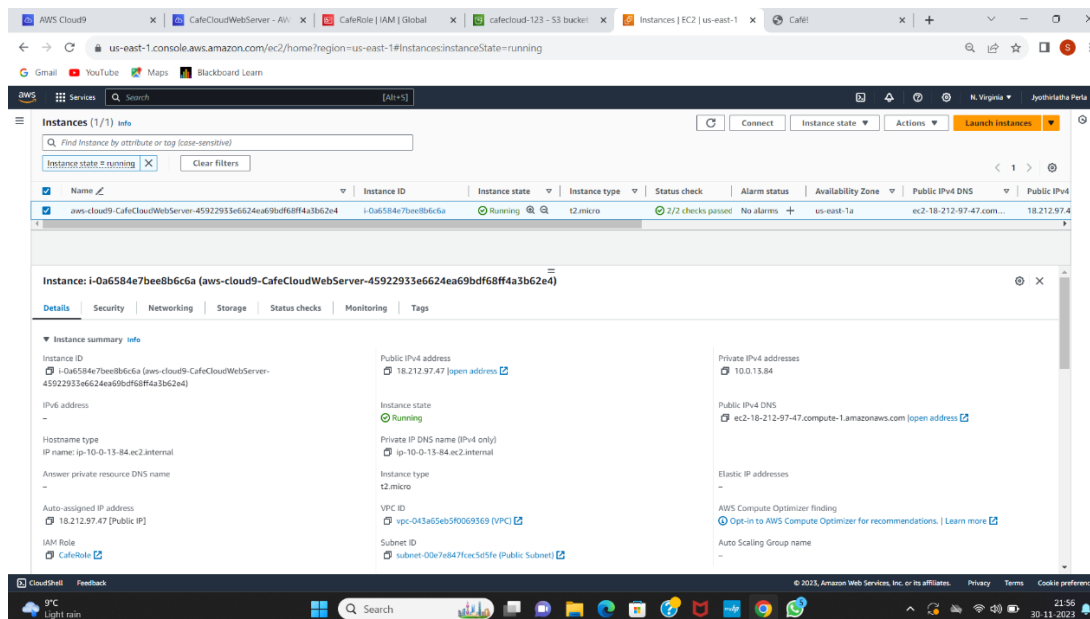 AWS Cloud9
CafeCloudWebServer - AW
CafeRole | IAM | Global
cafecloud-123 - S3 bucket
Instances | EC2 | us-east-1
Café!
us-east-1.console.aws.amazon.com/ec2/home?region=us-east-1#Instances:instanceState=running
S
Gmail YouTube Maps Blackboard Learn
aws Services Search [Alt+S] N. Virginia Jyothirlatha Perla
Instances (1/1) Info
Connect Instance state Actions Launch instances
Find Instance by attribute or tag (case-sensitive)
Instance state = running Clear filters
1
Name Instance ID Instance state Instance type Status check Alarm status Availability Zone Public IPv4 DNS Public IPv4
aws-cloud9-CafeCloudWebServer-45922933e6624ea69bdf68ff4a3b62e4 i-0a6584e7bee8b6c6a Running t2.micro 2/2 checks passed No alarms us-east-1a ec2-18-212-97-47.com... 18.212.97.4
Instance: i-0a6584e7bee8b6c6a (aws-cloud9-CafeCloudWebServer-45922933e6624ea69bdf68ff4a3b62e4)
Details Security Networking Storage Status checks Monitoring Tags
Instance summary Info
Instance ID
i-0a6584e7bee8b6c6a (aws-cloud9-CafeCloudWebServer-
45922933e6624ea69bdf68ff4a3b62e4)
Public IPv4 address
18.212.97.47 |open address
Private IPv4 addresses
10.0.13.84
IPv6 address
–
Instance state
Running
Public IPv4 DNS
ec2-18-212-97-47.compute-1.amazonaws.com |open address
Hostname type
IP name: ip-10-0-13-84.ec2.internal
Private IP DNS name (IPv4 only)
ip-10-0-13-84.ec2.internal
Answer private resource DNS name
–
Instance type
t2.micro
Elastic IP addresses
–
Auto-assigned IP address
18.212.97.47 [Public IP]
VPC ID
vpc-043a65eb5f0069369 (VPC)
AWS Compute Optimizer finding
Opt-in to AWS Compute Optimizer for recommendations. | Learn more
IAM Role
CafeRole
Subnet ID
subnet-00e7e847fcec5d5fe (Public Subnet)
Auto Scaling Group name
–
CloudShell Feedback © 2023, Amazon Web Services, Inc. or its affiliates. Privacy Terms Cookie preferenc
9°C
Light rain
Search
21:56
30-11-2023